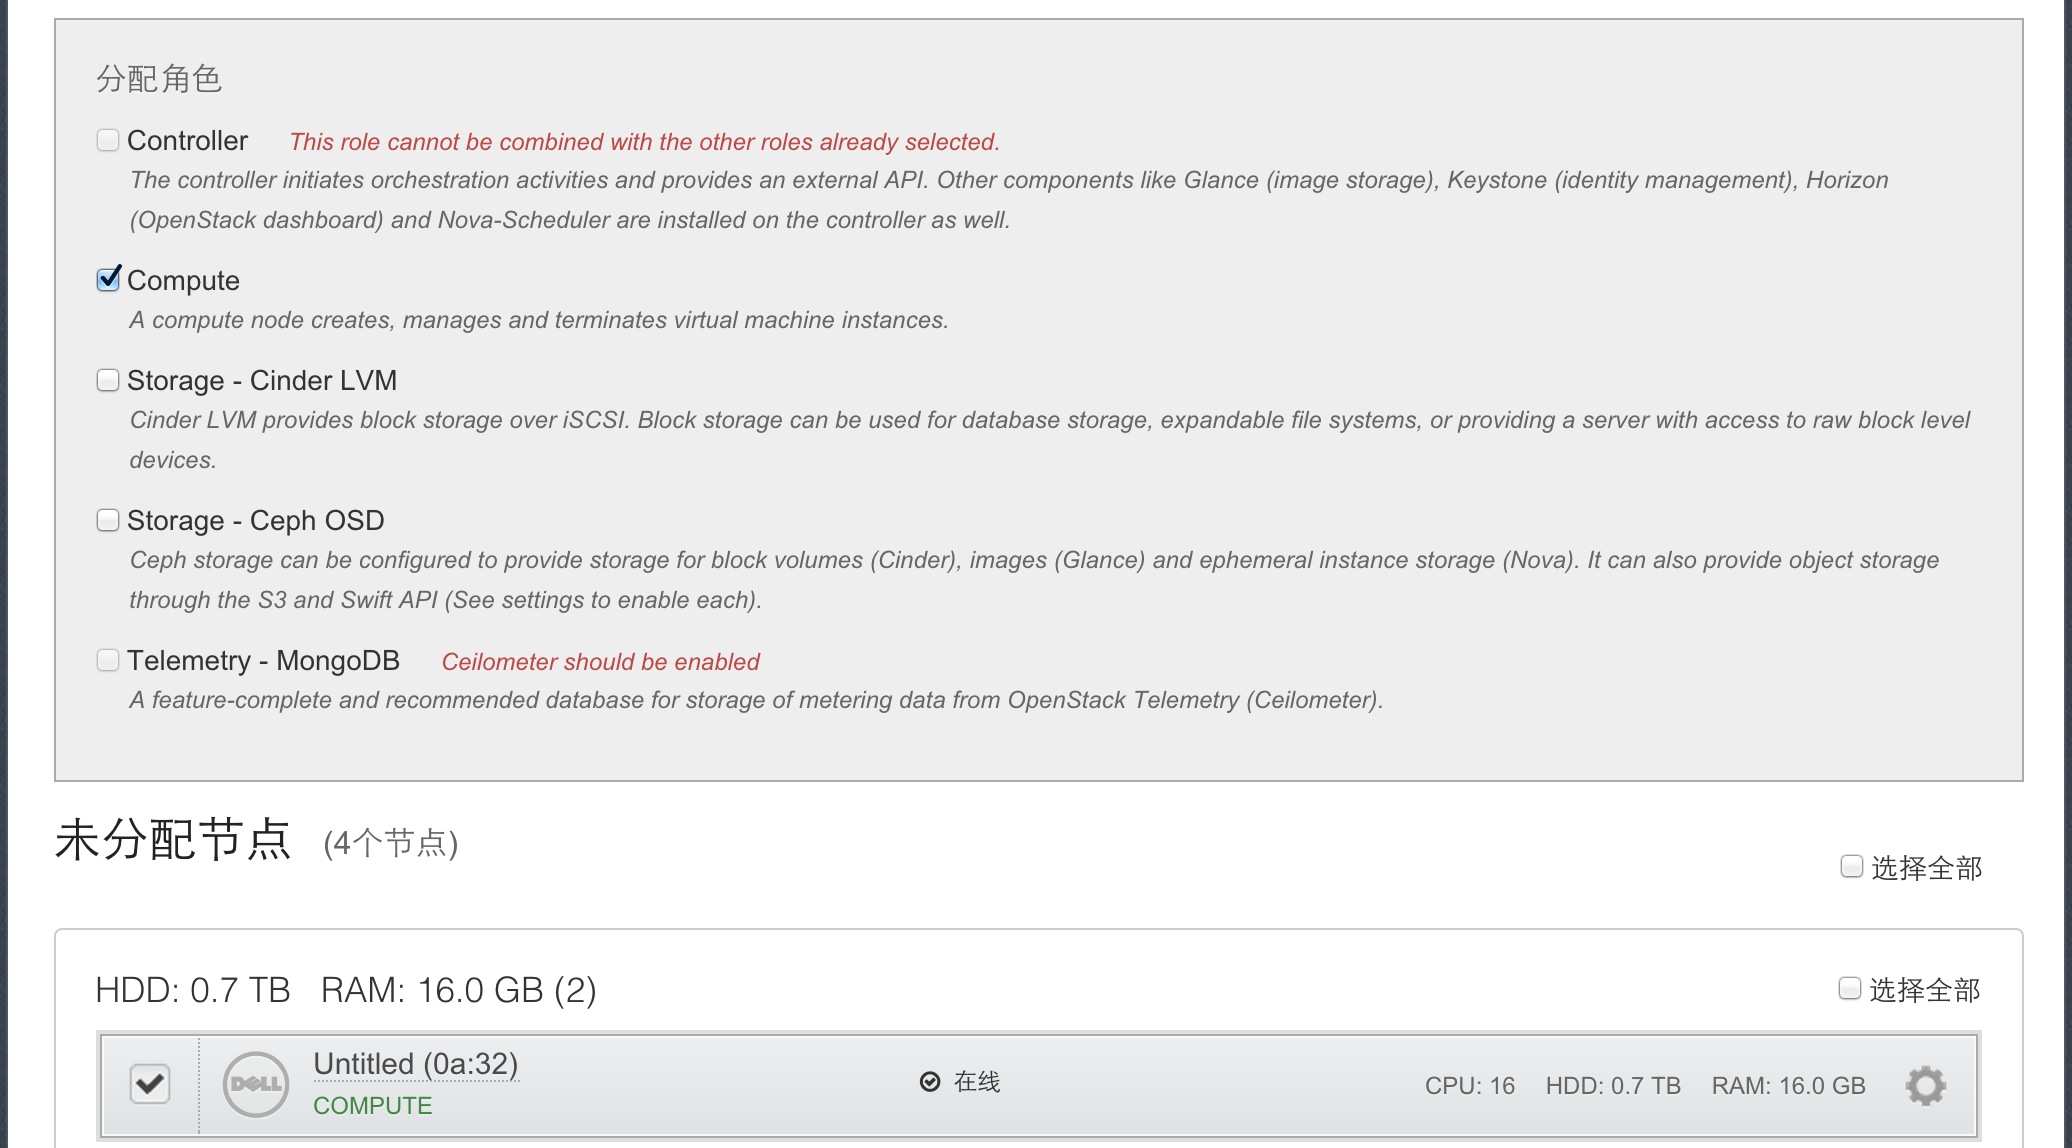 分配角色
Controller This role cannot be combined with the other roles already selected.
The controller initiates orchestration activities and provides an external API. Other components like Glance (image storage), Keystone (identity management), Horizon
(OpenStack dashboard) and Nova-Scheduler are installed on the controller as well.
Compute
A compute node creates, manages and terminates virtual machine instances.
Storage - Cinder LVM
Cinder LVM provides block storage over iSCSI. Block storage can be used for database storage, expandable file systems, or providing a server with access to raw block level
devices.
Storage - Ceph OSD
Ceph storage can be configured to provide storage for block volumes (Cinder), images (Glance) and ephemeral instance storage (Nova). It can also provide object storage
through the S3 and Swift API (See settings to enable each).
Telemetry - MongoDB Ceilometer should be enabled
A feature-complete and recommended database for storage of metering data from OpenStack Telemetry (Ceilometer).
未分配节点 (4个节点)
选择全部
HDD: 0.7 TB RAM: 16.0 GB (2) 选择全部
DELL Untitled (0a:32) 在线 CPU: 16 HDD: 0.7 TB RAM: 16.0 GB
COMPUTE